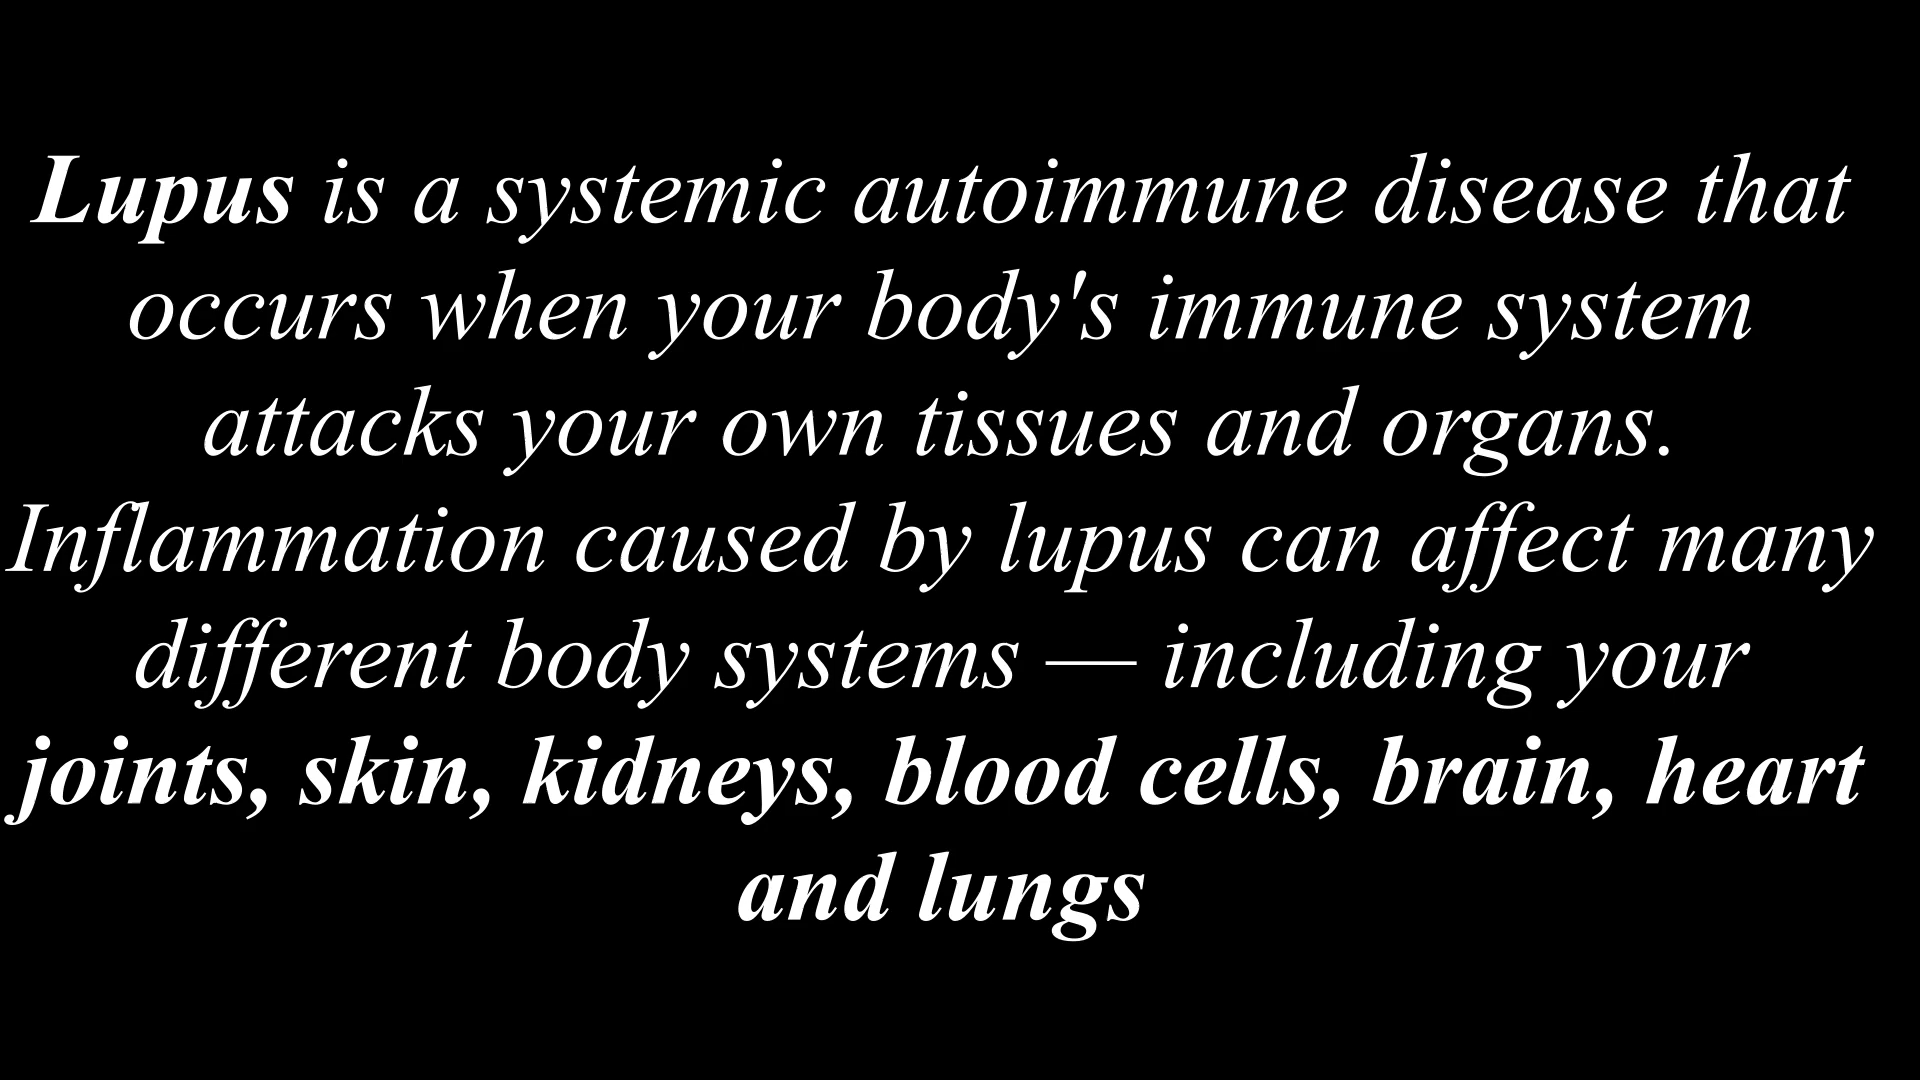 Lupus is a systemic autoimmune disease that
occurs when your body's immune system
attacks your own tissues and organs.
Inflammation caused by lupus can affect many
different body systems — including your
joints, skin, kidneys, blood cells, brain, heart
and lungs